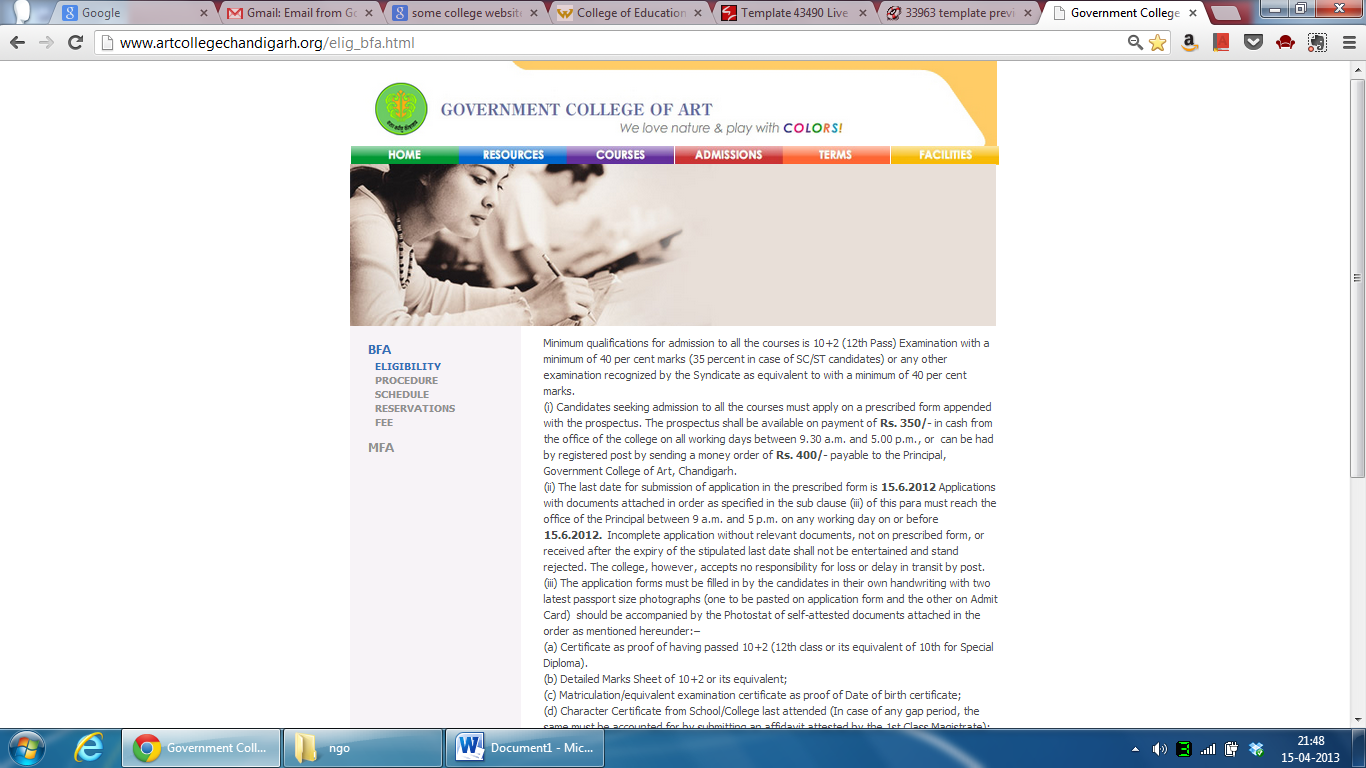 Google
Gmail: Email from Go
some college website
College of Education
Template 43490 Live
33963 template previ
Government College
www.artcollegechandigarh.org/elig_bfa.html
GOVERNMENT COLLEGE OF ART
We love nature & play with COLORS!
HOME RESOURCES COURSES ADMISSIONS TERMS FACILITIES
BFA
ELIGIBILITY
PROCEDURE
SCHEDULE
RESERVATIONS
FEE
MFA
Minimum qualifications for admission to all the courses is 10+2 (12th Pass) Examination with a
minimum of 40 per cent marks (35 percent in case of SC/ST candidates) or any other
examination recognized by the Syndicate as equivalent to with a minimum of 40 per cent
marks.
(i) Candidates seeking admission to all the courses must apply on a prescribed form appended
with the prospectus. The prospectus shall be available on payment of Rs. 350/- in cash from
the office of the college on all working days between 9.30 a.m. and 5.00 p.m., or can be had
by registered post by sending a money order of Rs. 400/- payable to the Principal,
Government College of Art, Chandigarh.
(ii) The last date for submission of application in the prescribed form is 15.6.2012 Applications
with documents attached in order as specified in the sub clause (iii) of this para must reach the
office of the Principal between 9 a.m. and 5 p.m. on any working day on or before
15.6.2012. Incomplete application without relevant documents, not on prescribed form, or
received after the expiry of the stipulated last date shall not be entertained and stand
rejected. The college, however, accepts no responsibility for loss or delay in transit by post.
(iii) The application forms must be filled in by the candidates in their own handwriting with two
latest passport size photographs (one to be pasted on application form and the other on Admit
Card) should be accompanied by the Photostat of self-attested documents attached in the
order as mentioned hereunder:–
(a) Certificate as proof of having passed 10+2 (12th class or its equivalent of 10th for Special
Diploma).
(b) Detailed Marks Sheet of 10+2 or its equivalent;
(c) Matriculation/equivalent examination certificate as proof of Date of birth certificate;
(d) Character Certificate from School/College last attended (In case of any gap period, the
same must be accounted for by submitting an affidavit attested by the 1st Class Magistrate);
Government Coll...
ngo
Document1 - Mic...
3
21:48
15-04-2013